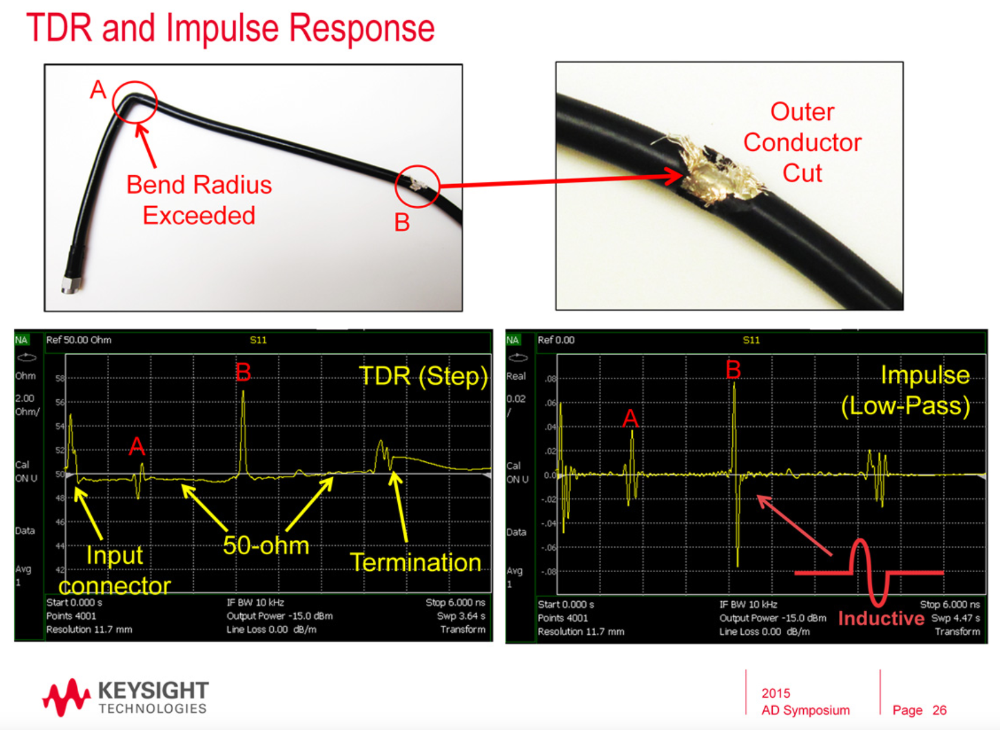 TDR and Impulse Response
A
Bend Radius
Exceeded
B
Outer
Conductor
Cut
NA
Ref 50.00 Ohm
S11
Ohm
2.00
Ohm/
Cal
ON U
Data
Avg
1
58
56
54
52
50
48
46
44
42
B
TDR (Step)
A
50-ohm
Input
connector
Termination
Start 0.000 s
IF BW 10 kHz
Stop 6.000 ns
Points 4001
Output Power -15.0 dBm
Swp 3.64 s
Resolution 11.7 mm
Line Loss 0.00 dB/m
Transform
NA
Ref 0.00
S11
Real
0.02
/
Cal
ON U
Data
Avg
1
.08
.06
.04
.02
0.0
-.02
-.04
-.06
-.08
B
Impulse
(Low-Pass)
A
Inductive
Start 0.000 s
IF BW 10 kHz
Stop 6.000 ns
Points 4001
Output Power -15.0 dBm
Swp 4.47 s
Resolution 11.7 mm
Line Loss 0.00 dB/m
Transform
KEYSIGHT
TECHNOLOGIES
2015
AD Symposium
Page 26